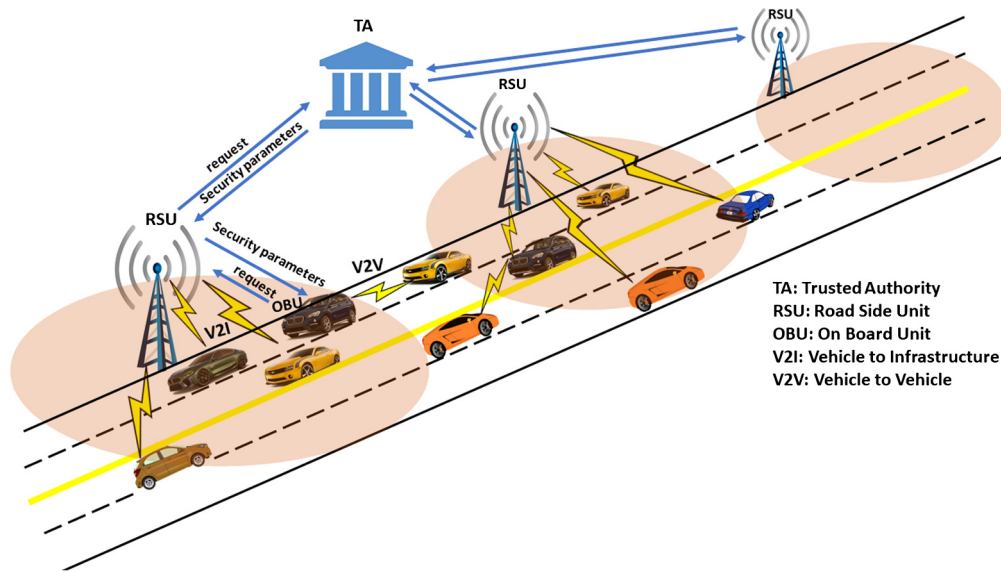 TA
RSU
RSU
request
Security parameters
RSU
Security parameters
request
OBU
V2V
V2I
TA: Trusted Authority
RSU: Road Side Unit
OBU: On Board Unit
V2I: Vehicle to Infrastructure
V2V: Vehicle to Vehicle